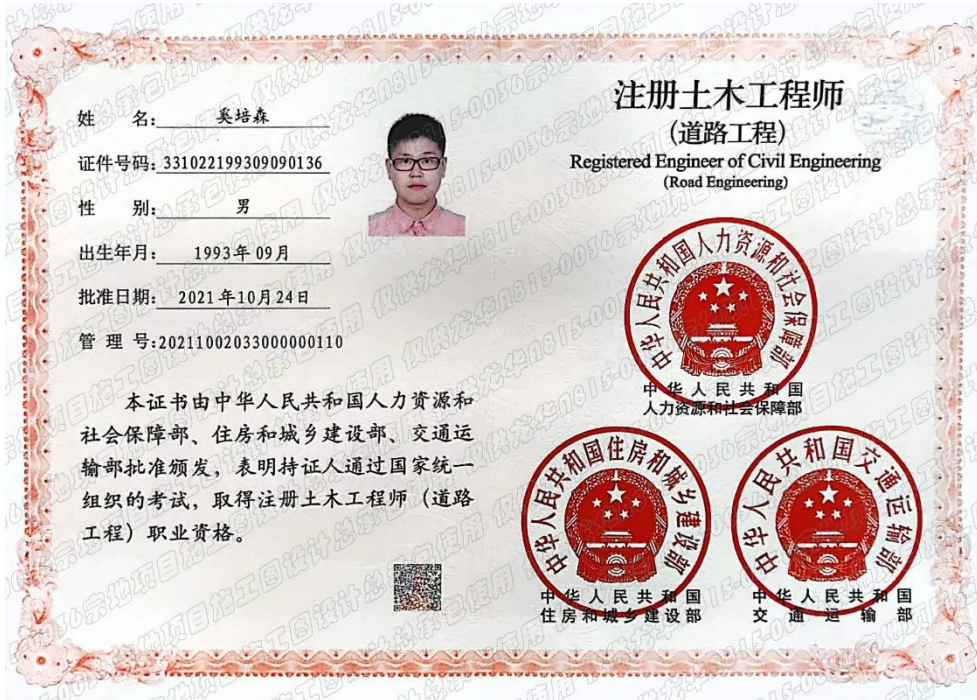 姓 名: 奚培森
证件号码: 331022199309090136
性 别: 男
出生年月: 1993年09月
批准日期: 2021年10月24日
管 理 号:20211002033000000110
本证书由中华人民共和国人力资源和
社会保障部、住房和城乡建设部、交通运
输部批准颁发,表明持证人通过国家统一
组织的考试,取得注册土木工程师(道路
工程)职业资格。
注册土木工程师
(道路工程)
Registered Engineer of Civil Engineering
(Road Engineering)
中华人民共和国人力资源和社会保障部
中华人民共和国
人力资源和社会保障部
中华人民共和国住房和城乡建设部
中华人民共和国
住房和城乡建设部
中华人民共和国交通运输部
中华人民共和国
交通运输部